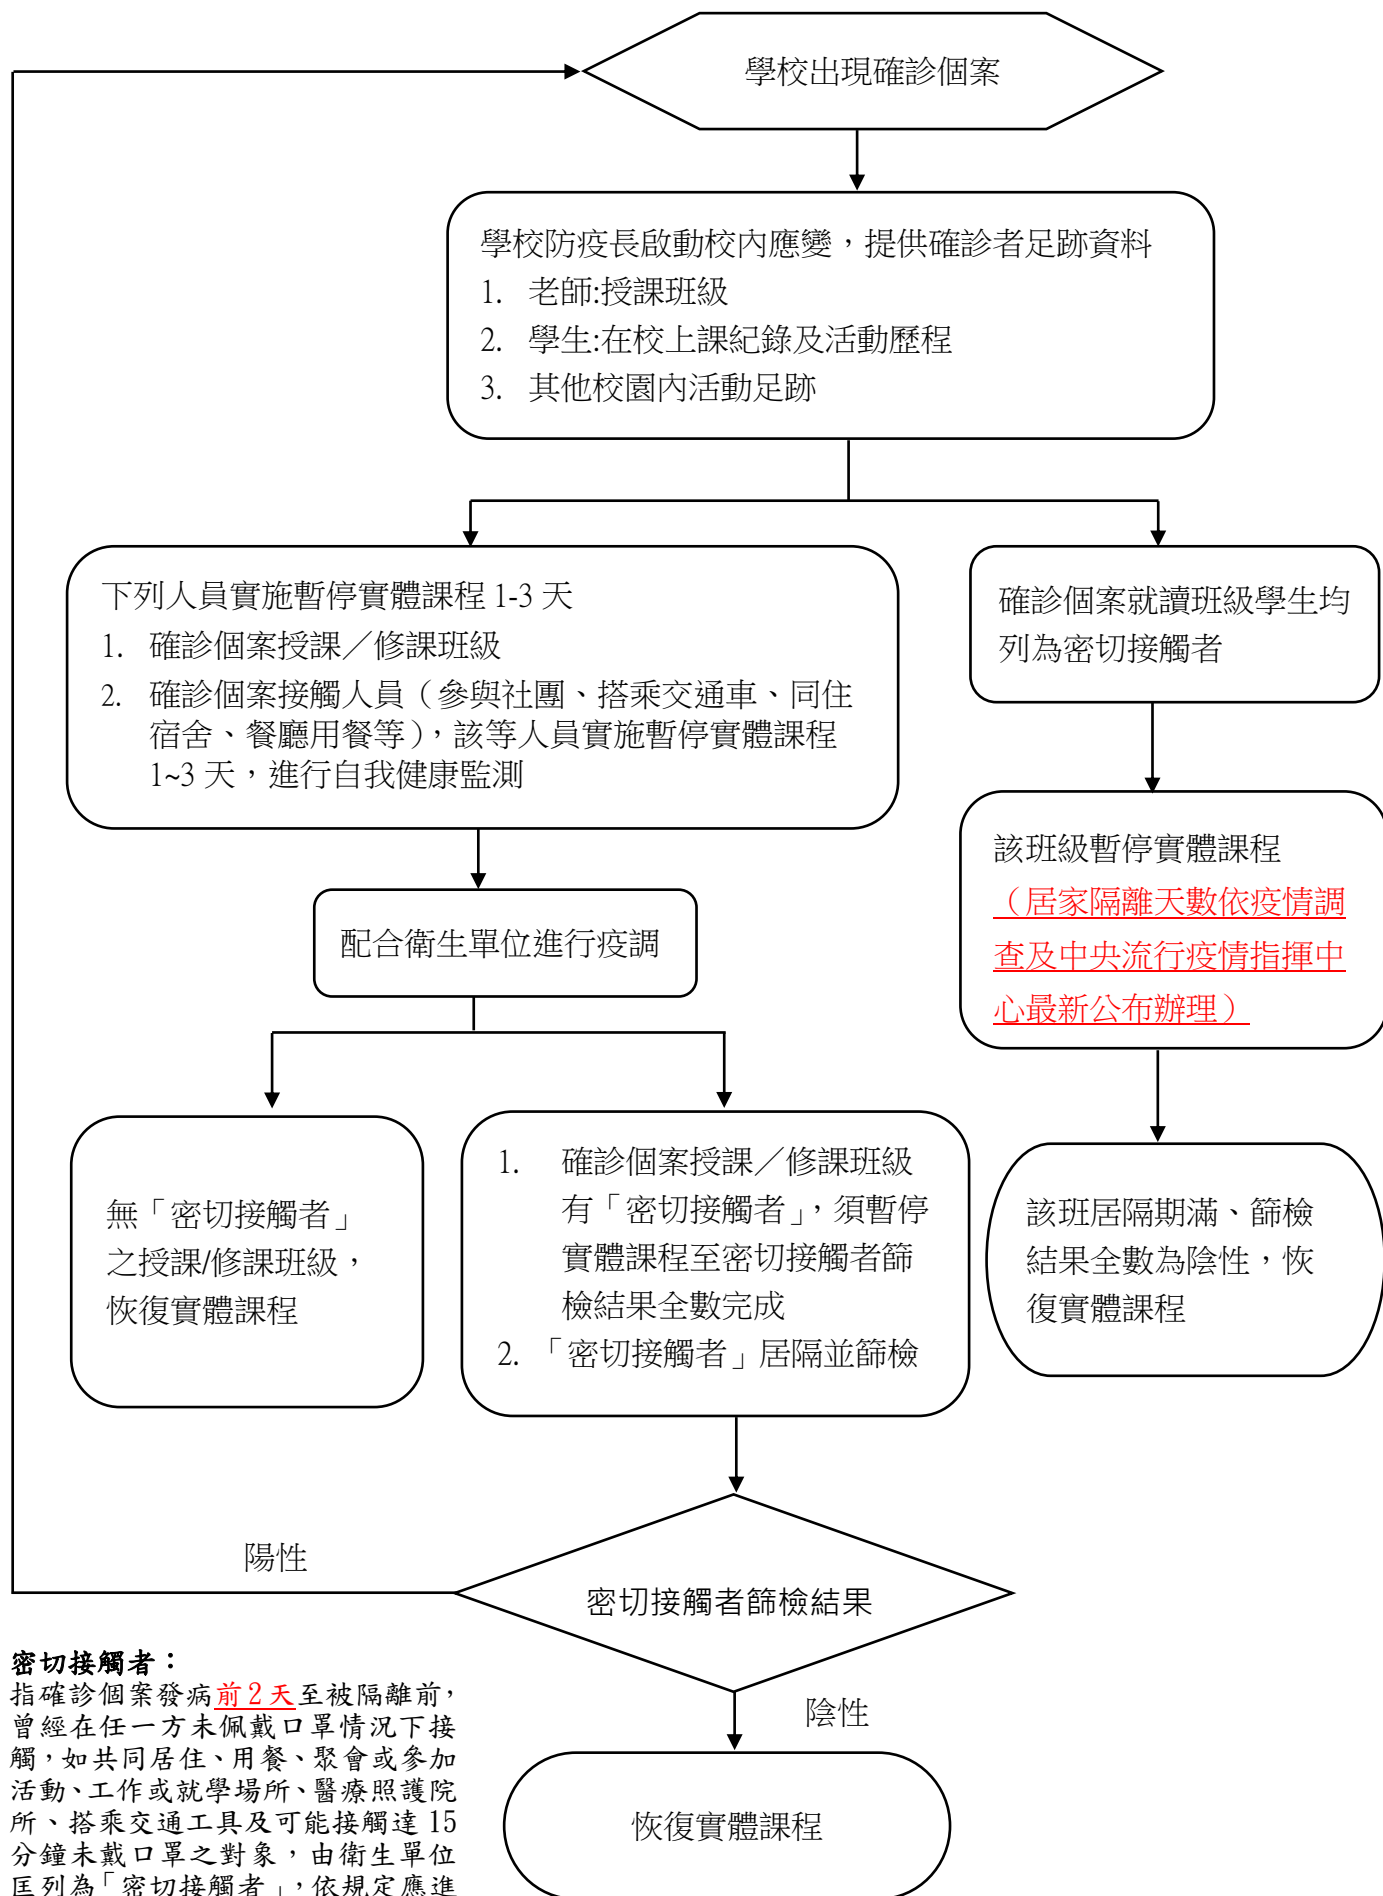 學校出現確診個案
學校防疫長啟動校內應變，提供確診者足跡資料
1. 老師:授課班級
2. 學生:在校上課紀錄及活動歷程
3. 其他校園內活動足跡
下列人員實施暫停實體課程 1-3 天
1. 確診個案授課／修課班級
2. 確診個案接觸人員（參與社團、搭乘交通車、同住
宿舍、餐廳用餐等），該等人員實施暫停實體課程
1~3 天，進行自我健康監測
確診個案就讀班級學生均
列為密切接觸者
該班級暫停實體課程
（居家隔離天數依疫情調
查及中央流行疫情指揮中
心最新公布辦理）
配合衛生單位進行疫調
無「密切接觸者」
之授課/修課班級，
恢復實體課程
1. 確診個案授課／修課班級
有「密切接觸者」，須暫停
實體課程至密切接觸者篩
檢結果全數完成
2. 「密切接觸者」居隔並篩檢
該班居隔期滿、篩檢
結果全數為陰性，恢
復實體課程
陽性
密切接觸者篩檢結果
陰性
恢復實體課程
密切接觸者：
指確診個案發病前 2 天至被隔離前，
曾經在任一方未佩戴口罩情況下接
觸，如共同居住、用餐、聚會或參加
活動、工作或就學場所、醫療照護院
所、搭乘交通工具及可能接觸達 15
分鐘未戴口罩之對象，由衛生單位
匡列為「密切接觸者」，依規定應進